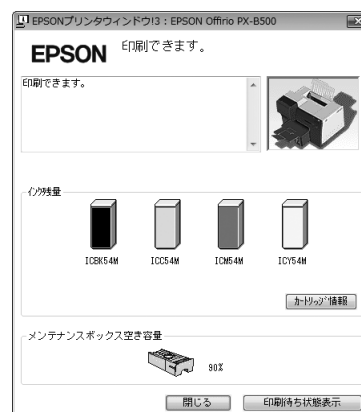 EPSONプリンタウィンドウ!3 : EPSON Offirio PX-B500
EPSON
印刷できます。
印刷できます。
インク残量
ICBK54M
ICC54M
ICM54M
ICY54M
カートリッジ情報
メンテナンスボックス空き容量
90%
閉じる
印刷待ち状態表示